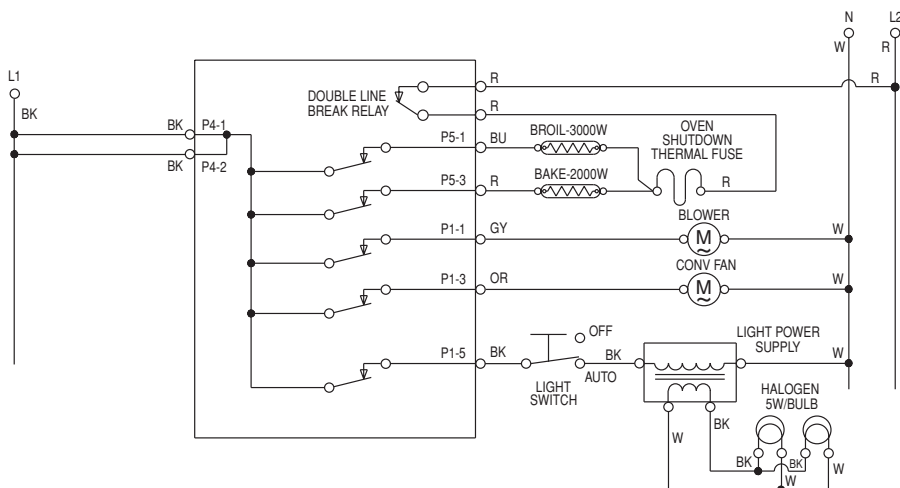 N
L2
W
R
L1
BK
R
R
DOUBLE LINE
BREAK RELAY
R
BK
P4-1
BK
P4-2
P5-1
BU
BROIL-3000W
OVEN
SHUTDOWN
THERMAL FUSE
P5-3
R
BAKE-2000W
R
BLOWER
P1-1
GY
M
~
W
CONV FAN
P1-3
OR
M
~
W
OFF
P1-5
BK
BK
AUTO
LIGHT
SWITCH
LIGHT POWER
SUPPLY
W
HALOGEN
5W/BULB
W
BK
BK
W
BK
W